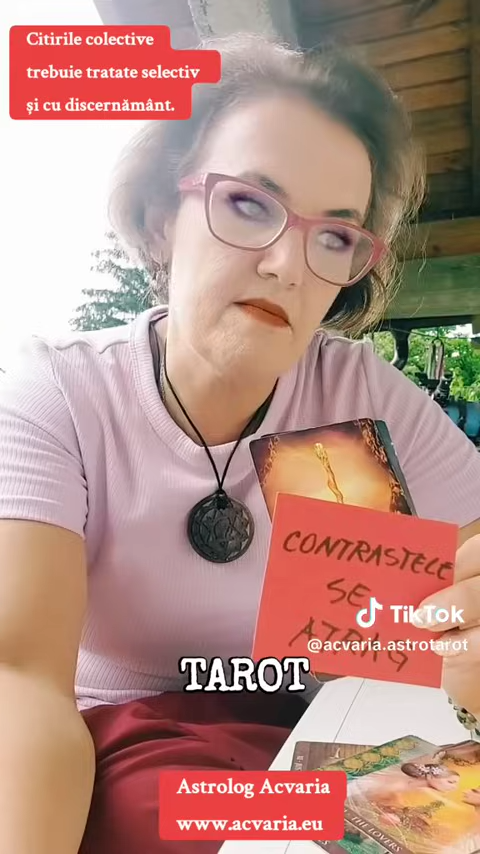 Citirile colective
trebuie tratate selectiv
și cu discernământ.
CONTRASTELE
SE
ATRAG
TikTok
@acvaria.astrotarot
TAROT
THE LOVERS
Astrolog Acvaria
www.acvaria.eu